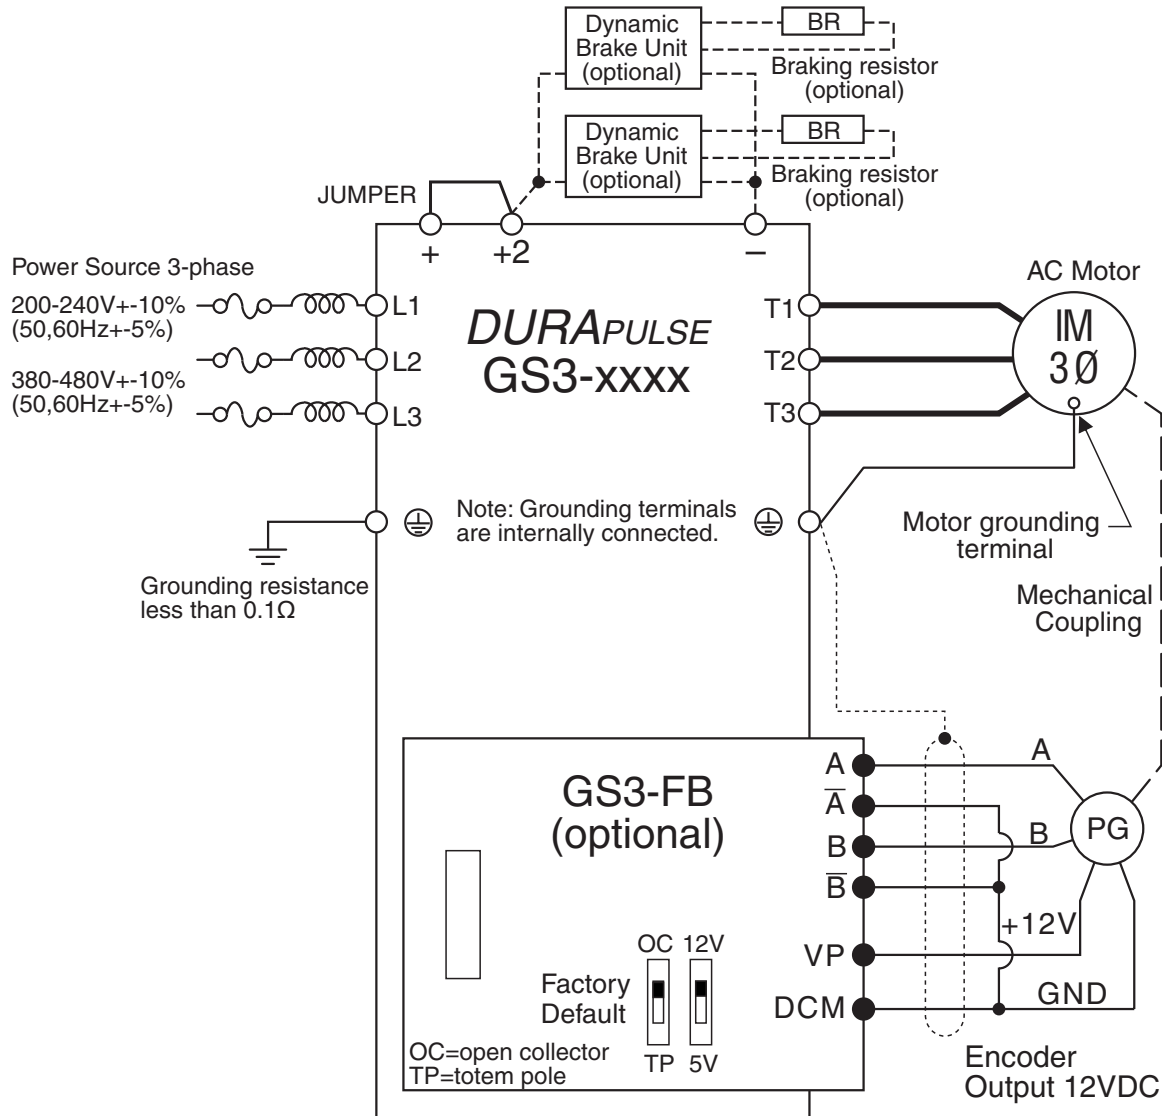 Dynamic
Brake Unit
(optional)
BR
Braking resistor
(optional)
Dynamic
Brake Unit
(optional)
BR
Braking resistor
(optional)
JUMPER
+
+2
−
Power Source 3-phase
200-240V+-10%
(50,60Hz+-5%)
380-480V+-10%
(50,60Hz+-5%)
L1
L2
L3
DURAPULSE
GS3-xxxx
T1
T2
T3
AC Motor
IM
3Ø
Note: Grounding terminals
are internally connected.
Motor grounding
terminal
Grounding resistance
less than 0.1Ω
Mechanical
Coupling
GS3-FB
(optional)
A
A̅
B
B̅
VP
DCM
A
B
+12V
GND
PG
OC 12V
Factory
Default
TP 5V
OC=open collector
TP=totem pole
Encoder
Output 12VDC